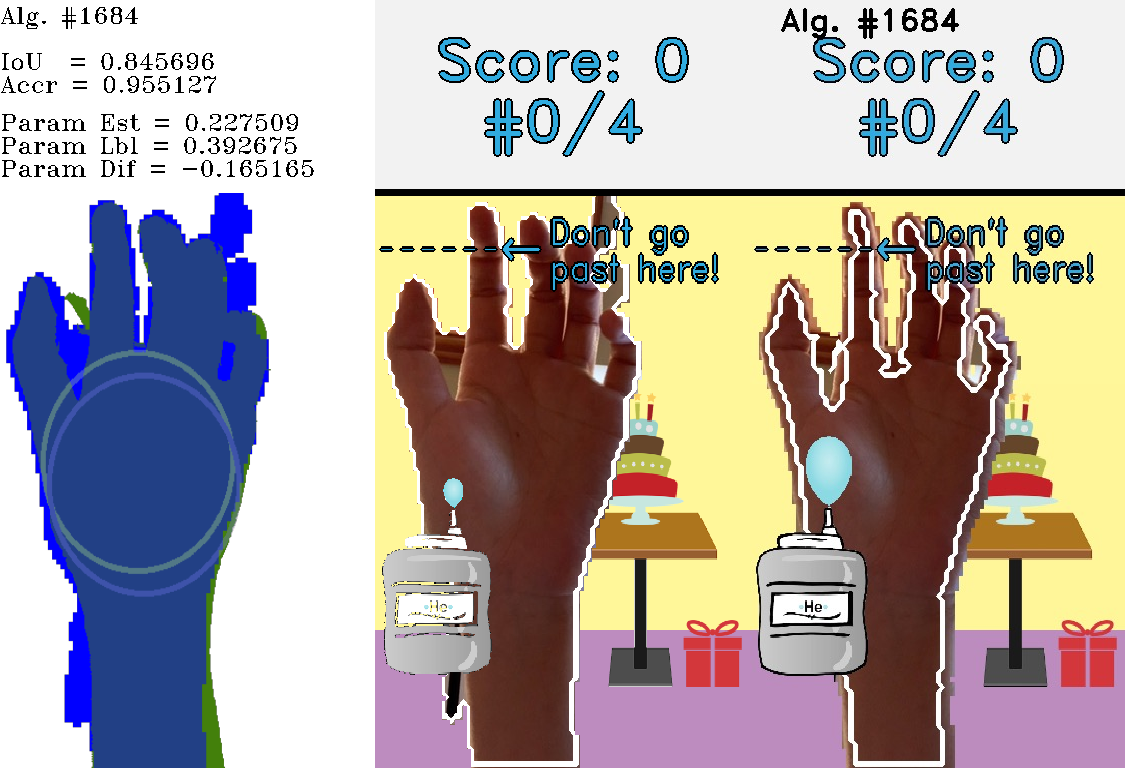 Alg. #1684
IoU = 0.845696
Accr = 0.955127
Param Est = 0.227509
Param Lbl = 0.392675
Param Dif = −0.165165
Score: 0
#0/4
Don't go
past here!
He
Alg. #1684
Score: 0
#0/4
Don't go
past here!
He